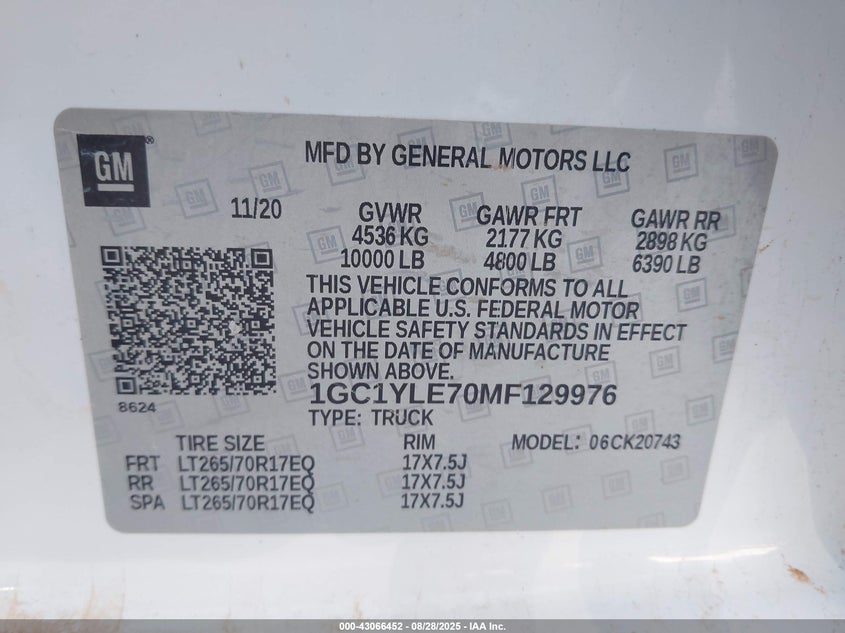 GM
MFD BY GENERAL MOTORS LLC
11/20
GVWR GAWR FRT GAWR RR
4536 KG 2177 KG 2898 KG
10000 LB 4800 LB 6390 LB
THIS VEHICLE CONFORMS TO ALL
APPLICABLE U.S. FEDERAL MOTOR
VEHICLE SAFETY STANDARDS IN EFFECT
ON THE DATE OF MANUFACTURE
SHOWN ABOVE.
1GC1YLE70MF129976
8624
TYPE: TRUCK
TIRE SIZE RIM MODEL: 06CK20743
FRT LT265/70R17EQ 17X7.5J
RR LT265/70R17EQ 17X7.5J
SPA LT265/70R17EQ 17X7.5J
000-43066452 - 08/28/2025 - IAA Inc.